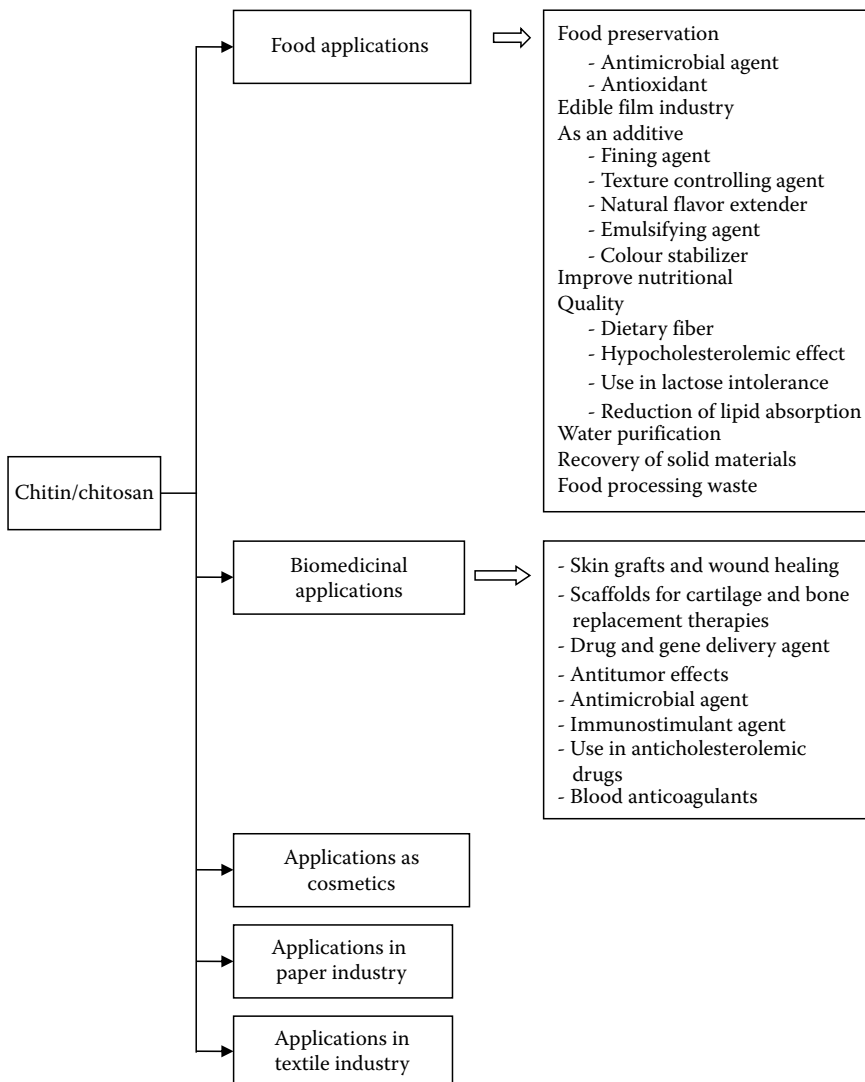 Food applications
Food preservation
- Antimicrobial agent
- Antioxidant
Edible film industry
As an additive
- Fining agent
- Texture controlling agent
- Natural flavor extender
- Emulsifying agent
- Colour stabilizer
Improve nutritional
Quality
- Dietary fiber
- Hypocholesterolemic effect
- Use in lactose intolerance
- Reduction of lipid absorption
Water purification
Recovery of solid materials
Food processing waste
Chitin/chitosan
Biomedicinal
applications
- Skin grafts and wound healing
- Scaffolds for cartilage and bone
replacement therapies
- Drug and gene delivery agent
- Antitumor effects
- Antimicrobial agent
- Immunostimulant agent
- Use in anticholesterolemic
drugs
- Blood anticoagulants
Applications as
cosmetics
Applications in
paper industry
Applications in
textile industry